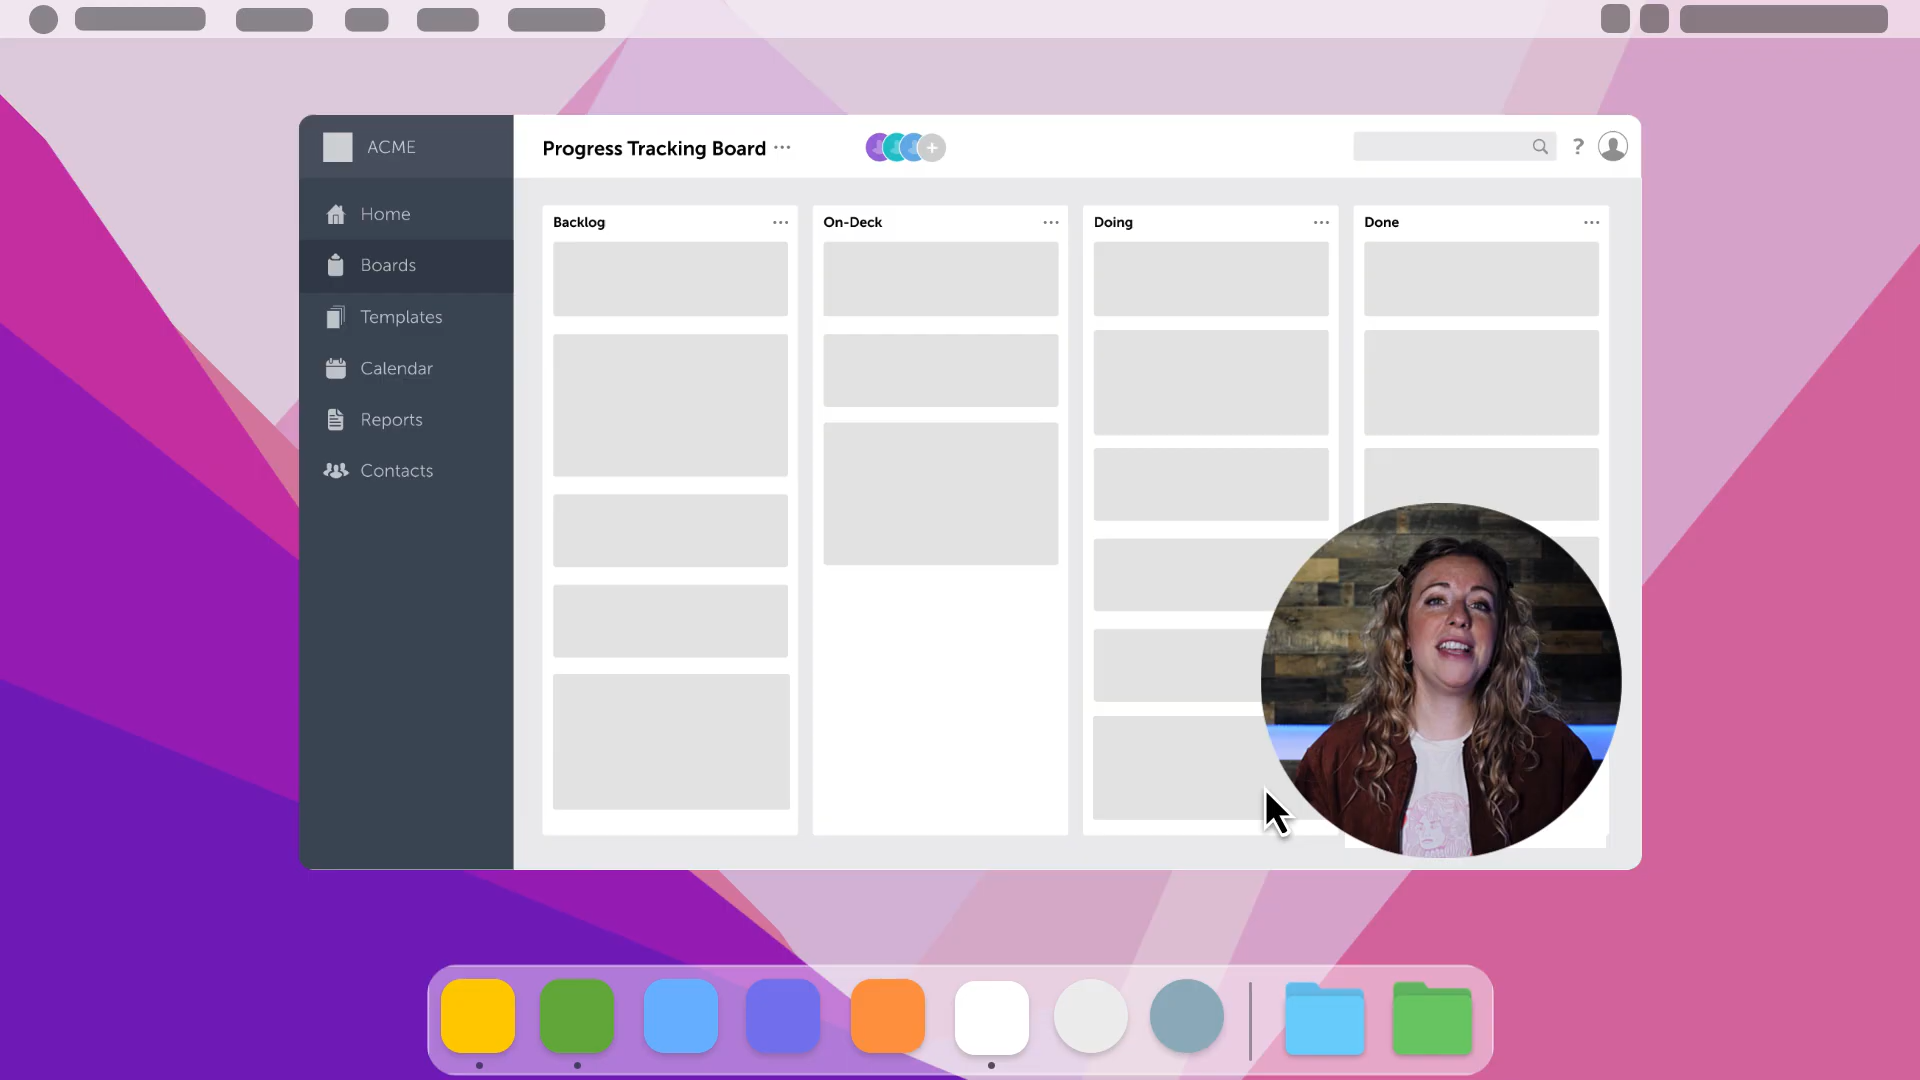 ACME
Progress Tracking Board ...
+
?
Home
Boards
Templates
Calendar
Reports
Contacts
Backlog ...
On-Deck ...
Doing ...
Done ...